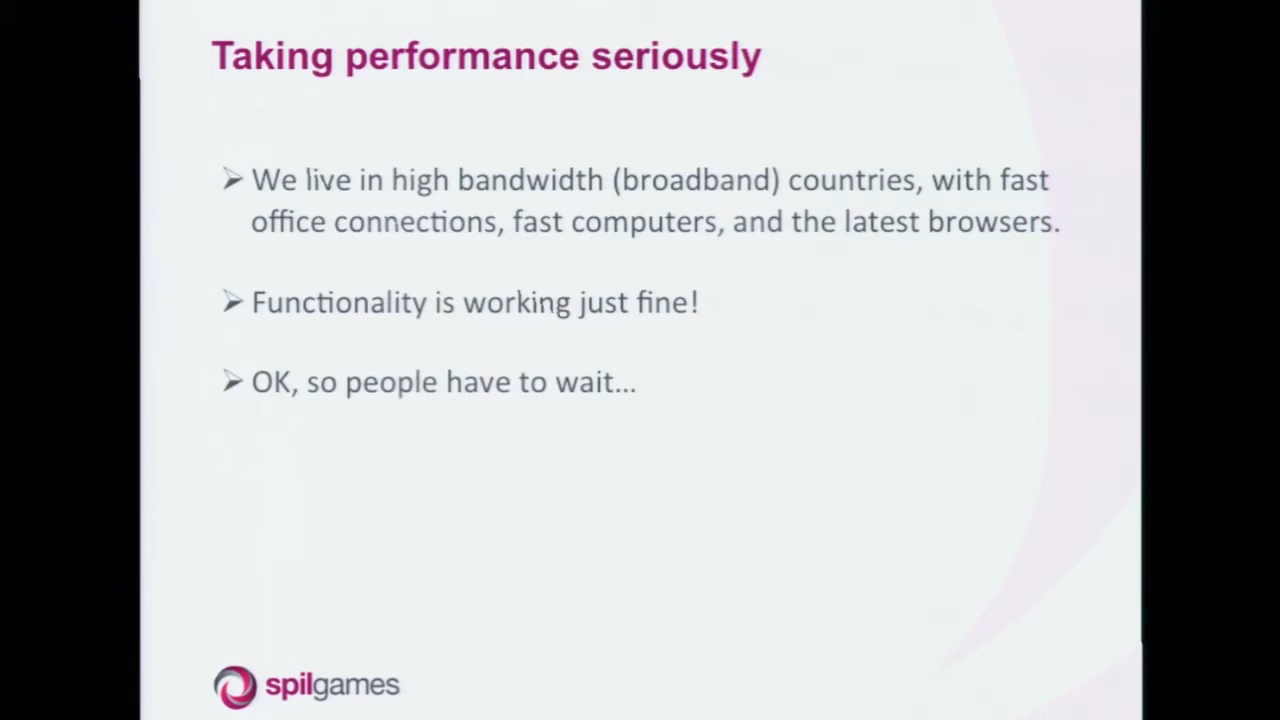 Taking performance seriously
➢ We live in high bandwidth (broadband) countries, with fast
office connections, fast computers, and the latest browsers.
➢ Functionality is working just fine!
➢ OK, so people have to wait...
spilgames